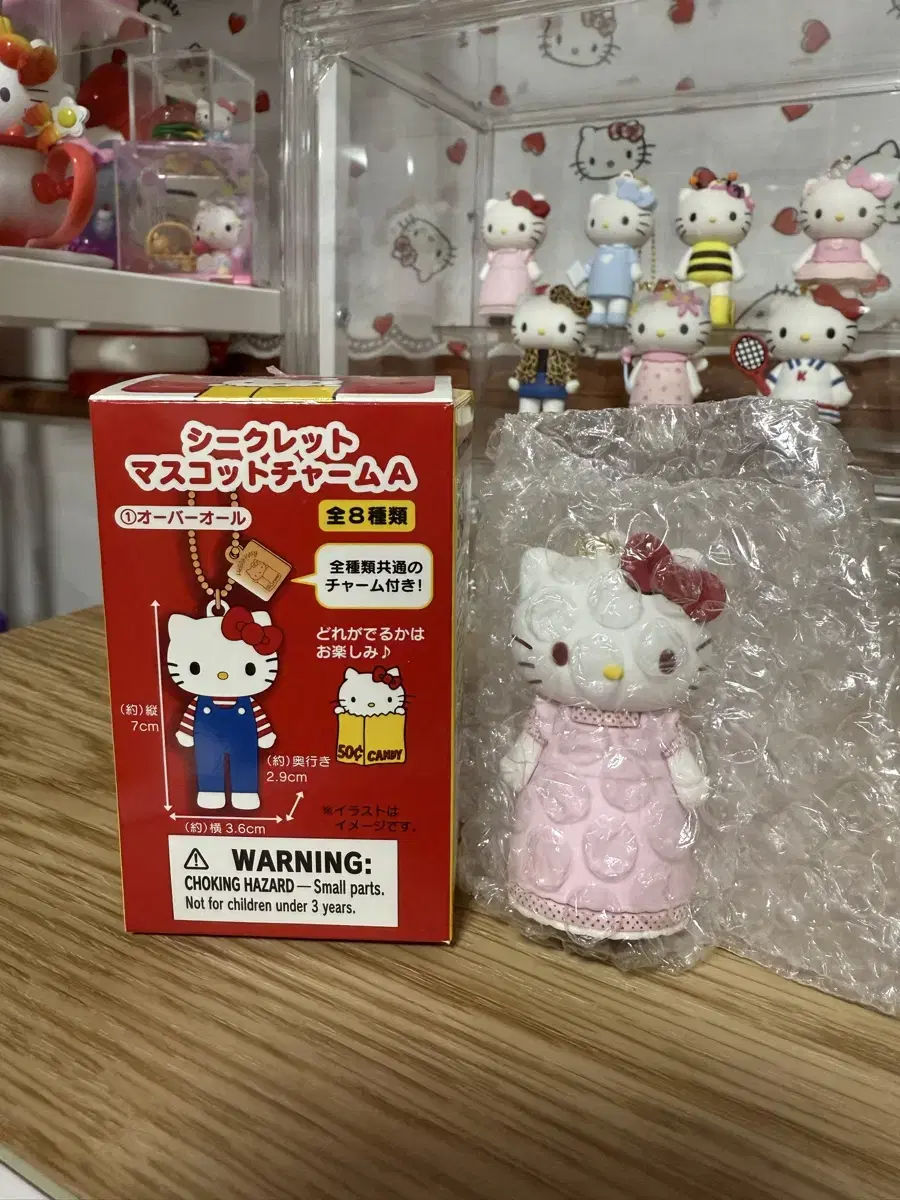 シークレット
マスコットチャームA
①オーバーオール
全8種類
全種類共通の
チャーム付き!
どれがでるかは
お楽しみ♪
(約)縦
7cm
(約)奥行き
2.9cm
50¢ CANDY
(約)横3.6cm
※イラストは
イメージです。
WARNING:
CHOKING HAZARD — Small parts.
Not for children under 3 years.
K